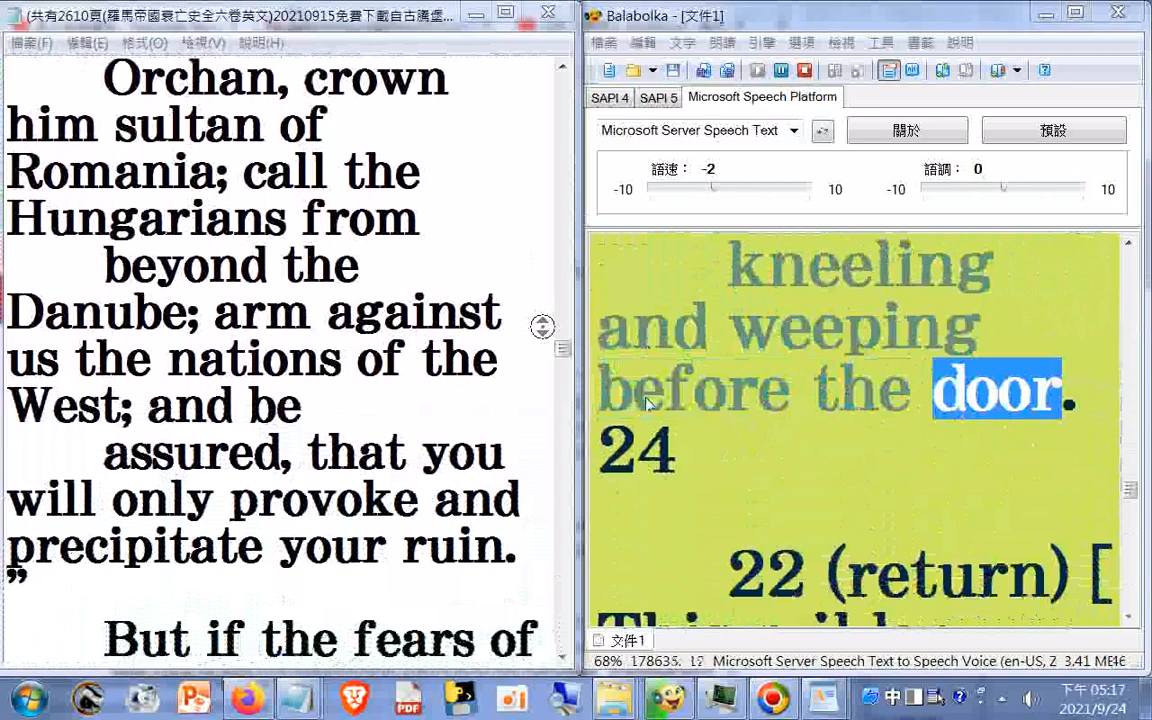 (共有2610頁(羅馬帝國衰亡史全六卷英文)20210915免費下載自古騰堡...
檔案(F) 編輯(E) 格式(O) 檢視(V) 說明(H)
Orchan, crown
him sultan of
Romania; call the
Hungarians from
beyond the
Danube; arm against
us the nations of the
West; and be
assured, that you
will only provoke and
precipitate your ruin.
”
But if the fears of
Balabolka - [文件1]
檔案 編輯 文字 朗讀 引擎 選項 檢視 工具 書籤 說明
SAPI 4 SAPI 5 Microsoft Speech Platform
Microsoft Server Speech Text 關於 預設
語速： -2 語調： 0
-10 10 -10 10
kneeling
and weeping
before the door.
24
22 (return) [
文件1
68% 178635. 17 Microsoft Server Speech Text to Speech Voice (en-US, Z 3.41 ME46
中 下午 05:17
2021/9/24